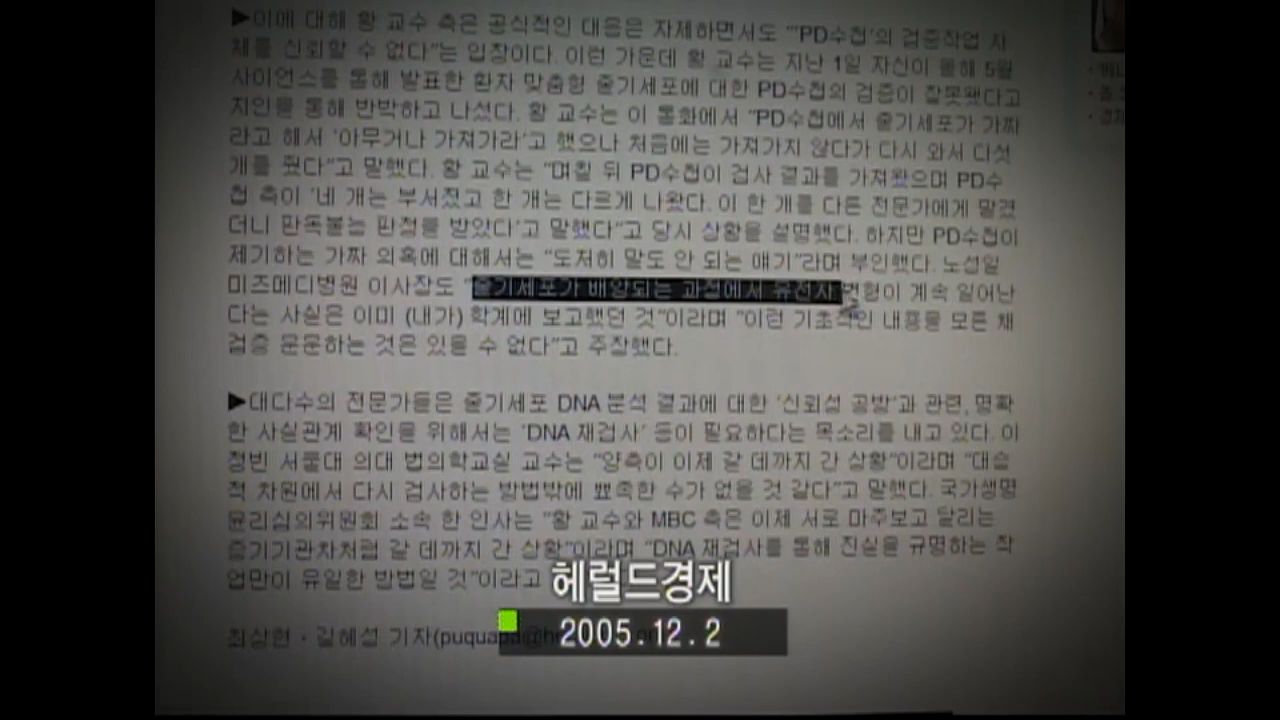 ▶이에 대해 황 교수 측은 공식적인 대응은 자제하면서도 "'PD수첩'의 검증작업 자
체를 신뢰할 수 없다"는 입장이다. 이런 가운데 황 교수는 지난 1일 자신이 올해 5월
사이언스를 통해 발표한 환자 맞춤형 줄기세포에 대한 PD수첩의 검증이 잘못됐다고
지인을 통해 반박하고 나섰다. 황 교수는 이 통화에서 "PD수첩에서 줄기세포가 가짜
라고 해서 '아무거나 가져가라'고 했으나 처음에는 가져가지 않다가 다시 와서 다섯
개를 줬다"고 말했다. 황 교수는 "며칠 뒤 PD수첩이 검사 결과를 가져왔으며 PD수
첩 측이 '네 개는 부서졌고 한 개는 다르게 나왔다. 이 한 개를 다른 전문가에게 맡겼
더니 판독불능 판정을 받았다'고 말했다"고 당시 상황을 설명했다. 하지만 PD수첩이
제기하는 가짜 의혹에 대해서는 "도저히 말도 안 되는 얘기"라며 부인했다. 노성일
미즈메디병원 이사장도 "줄기세포가 배양되는 과정에서 유전자 변형이 계속 일어난
다는 사실은 이미 (내가) 학계에 보고했던 것"이라며 "이런 기초적인 내용을 모른 채
검증 운운하는 것은 있을 수 없다"고 주장했다.
▶대다수의 전문가들은 줄기세포 DNA 분석 결과에 대한 '신뢰성 공방'과 관련, 명확
한 사실관계 확인을 위해서는 'DNA 재검사' 등이 필요하다는 목소리를 내고 있다. 이
정빈 서울대 의대 법의학교실 교수는 "양측이 이제 갈 데까지 간 상황"이라며 "대승
적 차원에서 다시 검사하는 방법밖에 뾰족한 수가 없을 것 같다"고 말했다. 국가생명
윤리심의위원회 소속 한 인사는 "황 교수와 MBC 측은 이제 서로 마주보고 달리는
증기기관차처럼 갈 데까지 간 상황"이라며 "DNA 재검사를 통해 진실을 규명하는 작
업만이 유일한 방법일 것"이라고
헤럴드경제
최상현·길혜성 기자
2005.12.2